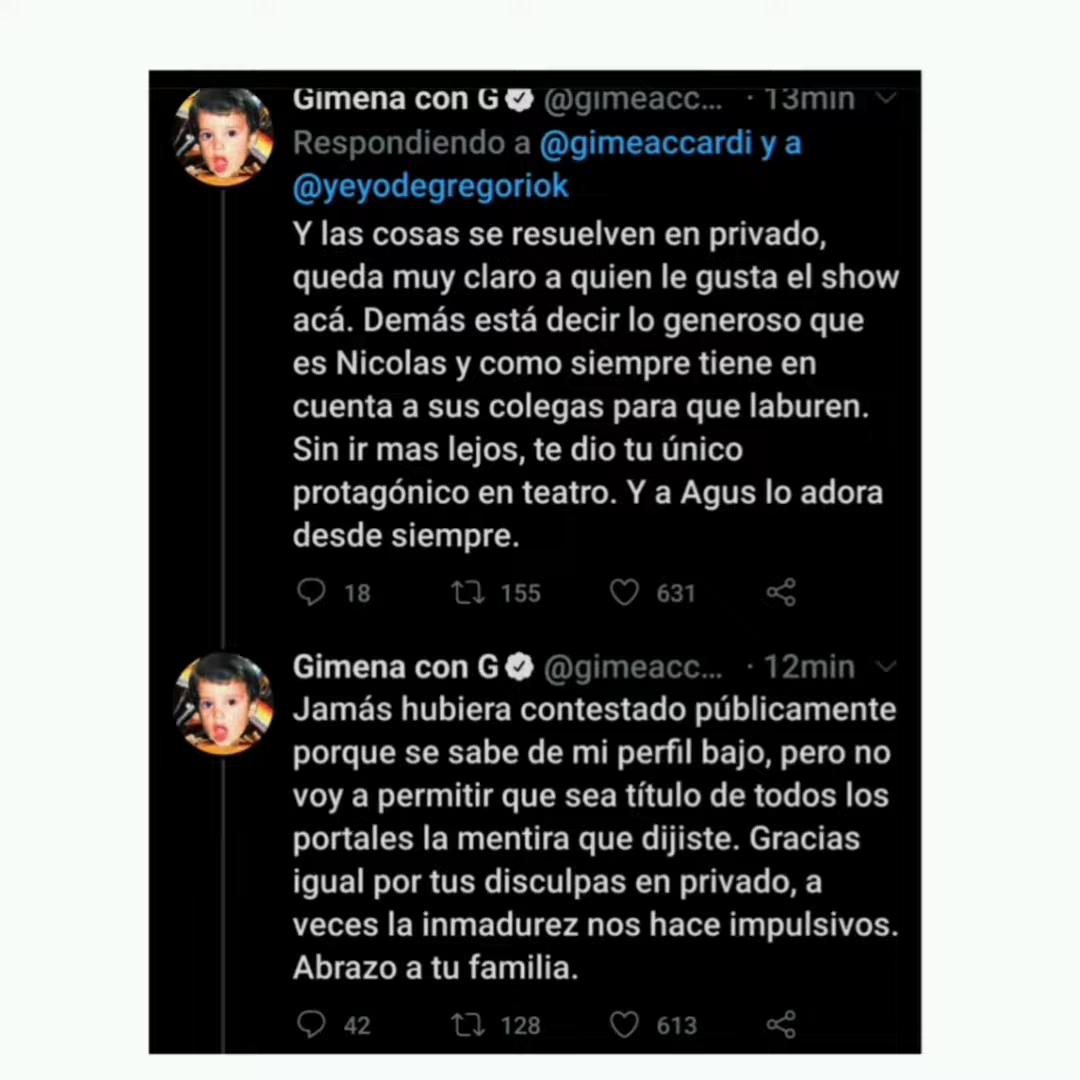 Gimena con G @gimeacc... · 13min
Respondiendo a @gimeaccardi y a
@yeyodegregoriok
Y las cosas se resuelven en privado,
queda muy claro a quien le gusta el show
acá. Demás está decir lo generoso que
es Nicolas y como siempre tiene en
cuenta a sus colegas para que laburen.
Sin ir mas lejos, te dio tu único
protagónico en teatro. Y a Agus lo adora
desde siempre.
18 155 631
Gimena con G @gimeacc... · 12min
Jamás hubiera contestado públicamente
porque se sabe de mi perfil bajo, pero no
voy a permitir que sea título de todos los
portales la mentira que dijiste. Gracias
igual por tus disculpas en privado, a
veces la inmadurez nos hace impulsivos.
Abrazo a tu familia.
42 128 613